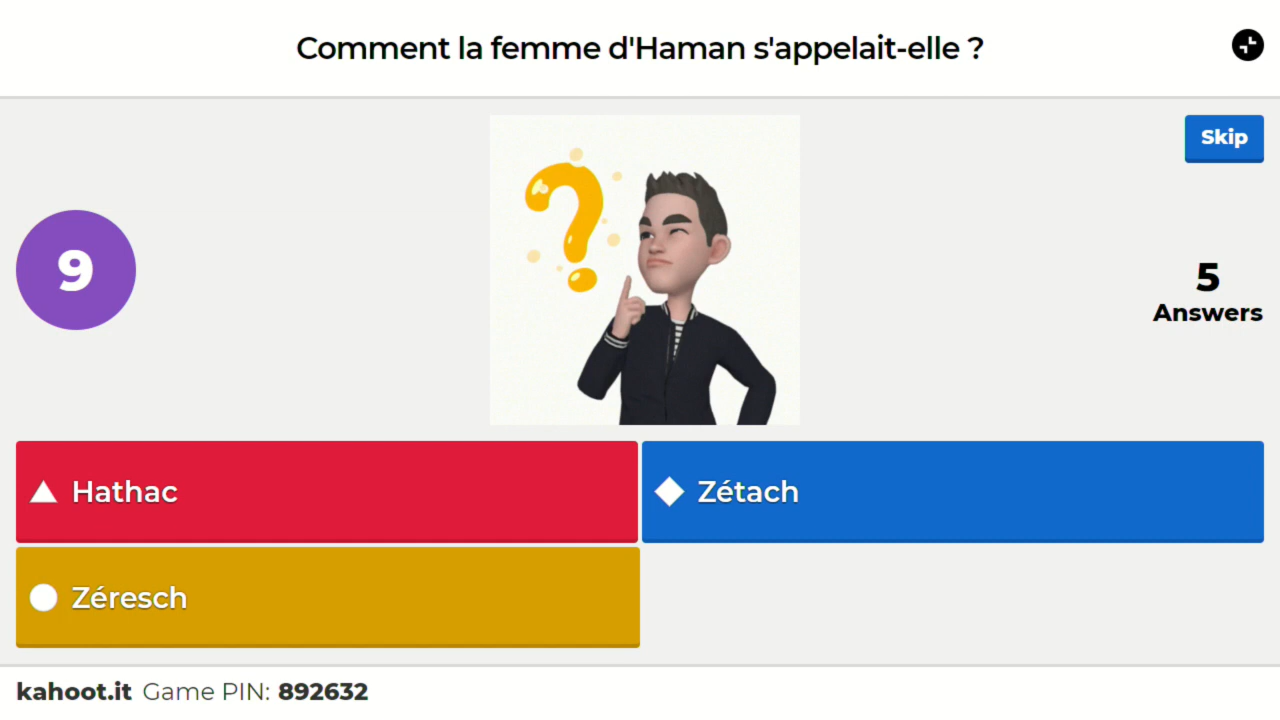 Comment la femme d'Haman s'appelait-elle ?
Skip
9
5
Answers
Hathac
Zétach
Zéresch
kahoot.it Game PIN: 892632